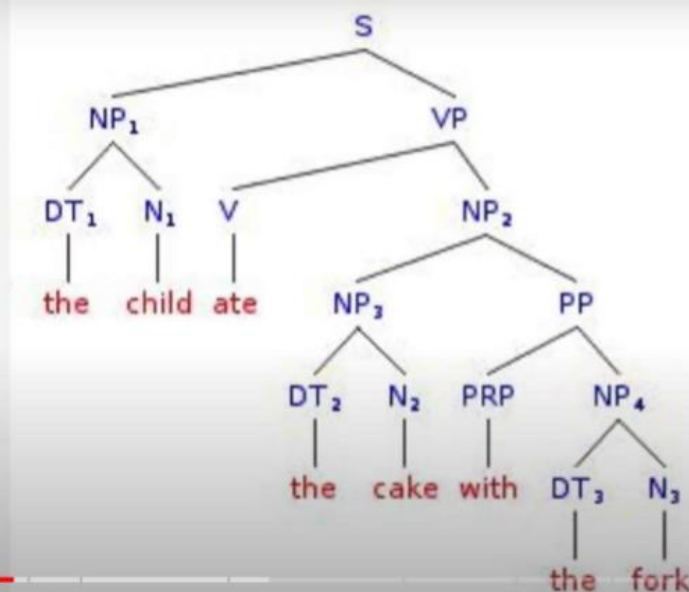 S
NP₁ VP
DT₁ N₁ V NP₂
the child ate NP₃ PP
DT₂ N₂ PRP NP₄
the cake with DT₃ N₃
the fork